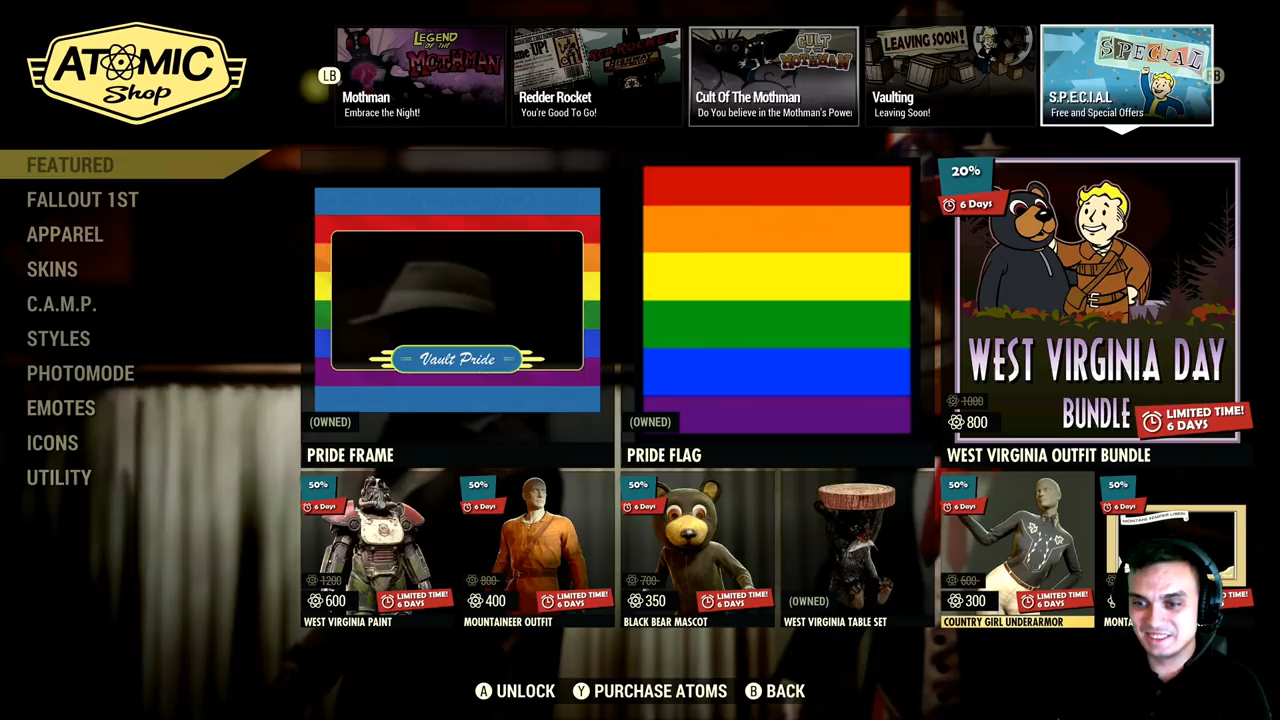 ATOMIC
Shop
LB
LEGEND
OF THE
MOTHMAN
Mothman
Embrace the Night!
RED ROCKET
Redder Rocket
You're Good To Go!
CULT
OF THE
MOTHMAN
Cult Of The Mothman
Do You believe in the Mothman's Power
LEAVING SOON!
Vaulting
Leaving Soon!
SPECIAL
S.P.E.C.I.A.L
Free and Special Offers
RB
FEATURED
FALLOUT 1ST
APPAREL
SKINS
C.A.M.P.
STYLES
PHOTOMODE
EMOTES
ICONS
UTILITY
Vault Pride
(OWNED)
PRIDE FRAME
(OWNED)
PRIDE FLAG
20%
6 Days
WEST VIRGINIA DAY
BUNDLE
1000
800
LIMITED TIME!
6 DAYS
WEST VIRGINIA OUTFIT BUNDLE
50%
6 Days
1200
600
LIMITED TIME!
6 DAYS
WEST VIRGINIA PAINT
50%
6 Days
800
400
LIMITED TIME!
6 DAYS
MOUNTAINEER OUTFIT
50%
6 Days
700
350
LIMITED TIME!
6 DAYS
BLACK BEAR MASCOT
(OWNED)
WEST VIRGINIA TABLE SET
50%
6 Days
600
300
LIMITED TIME!
6 DAYS
COUNTRY GIRL UNDERARMOR
50%
6 Days
MONTANI SEMPER LIBERI
MONTA
A UNLOCK
Y PURCHASE ATOMS
B BACK